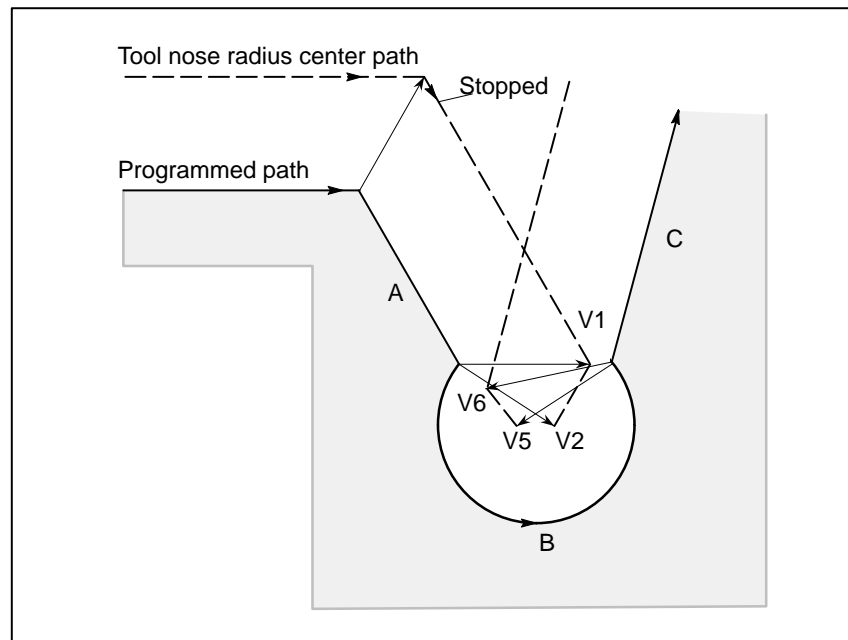 Tool nose radius center path
Stopped
Programmed path
C
A
V1
V6
V5
V2
B